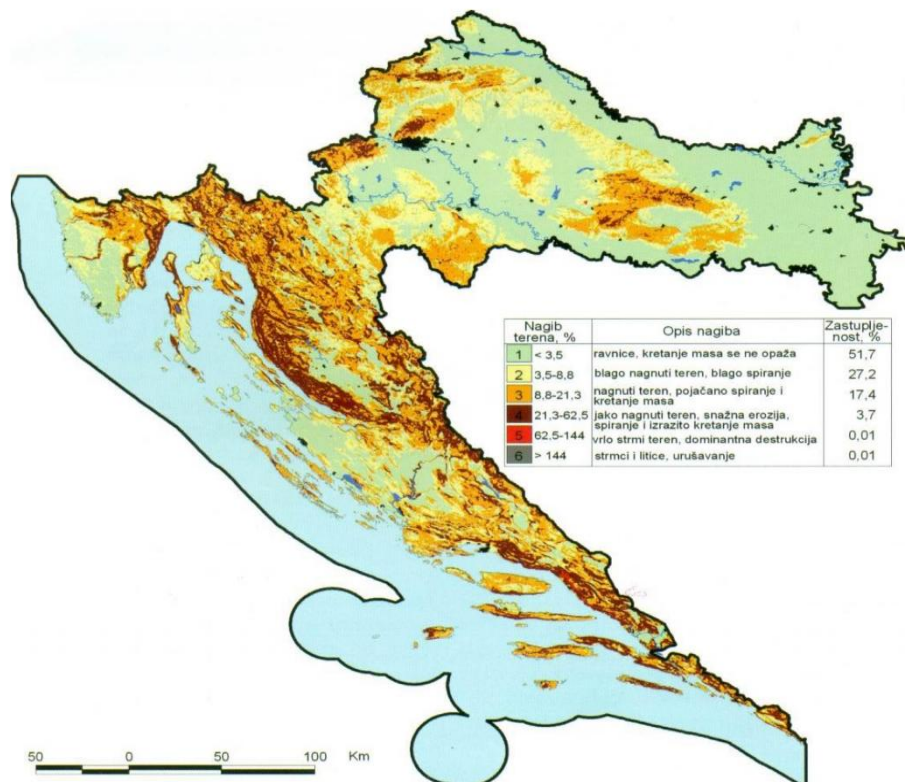 Nagib terena, % Opis nagiba Zastuplje-nost, %
1 < 3,5 ravnice, kretanje masa se ne opaža 51,7
2 3,5-8,8 blago nagnuti teren, blago spiranje 27,2
3 8,8-21,3 nagnuti teren, pojačano spiranje i kretanje masa 17,4
4 21,3-62,5 jako nagnuti teren, snažna erozija, spiranje i izrazito kretanje masa 3,7
5 62,5-144 vrlo strmi teren, dominantna destrukcija 0,01
6 > 144 strmci i litice, urušavanje 0,01
50 0 50 100 Km